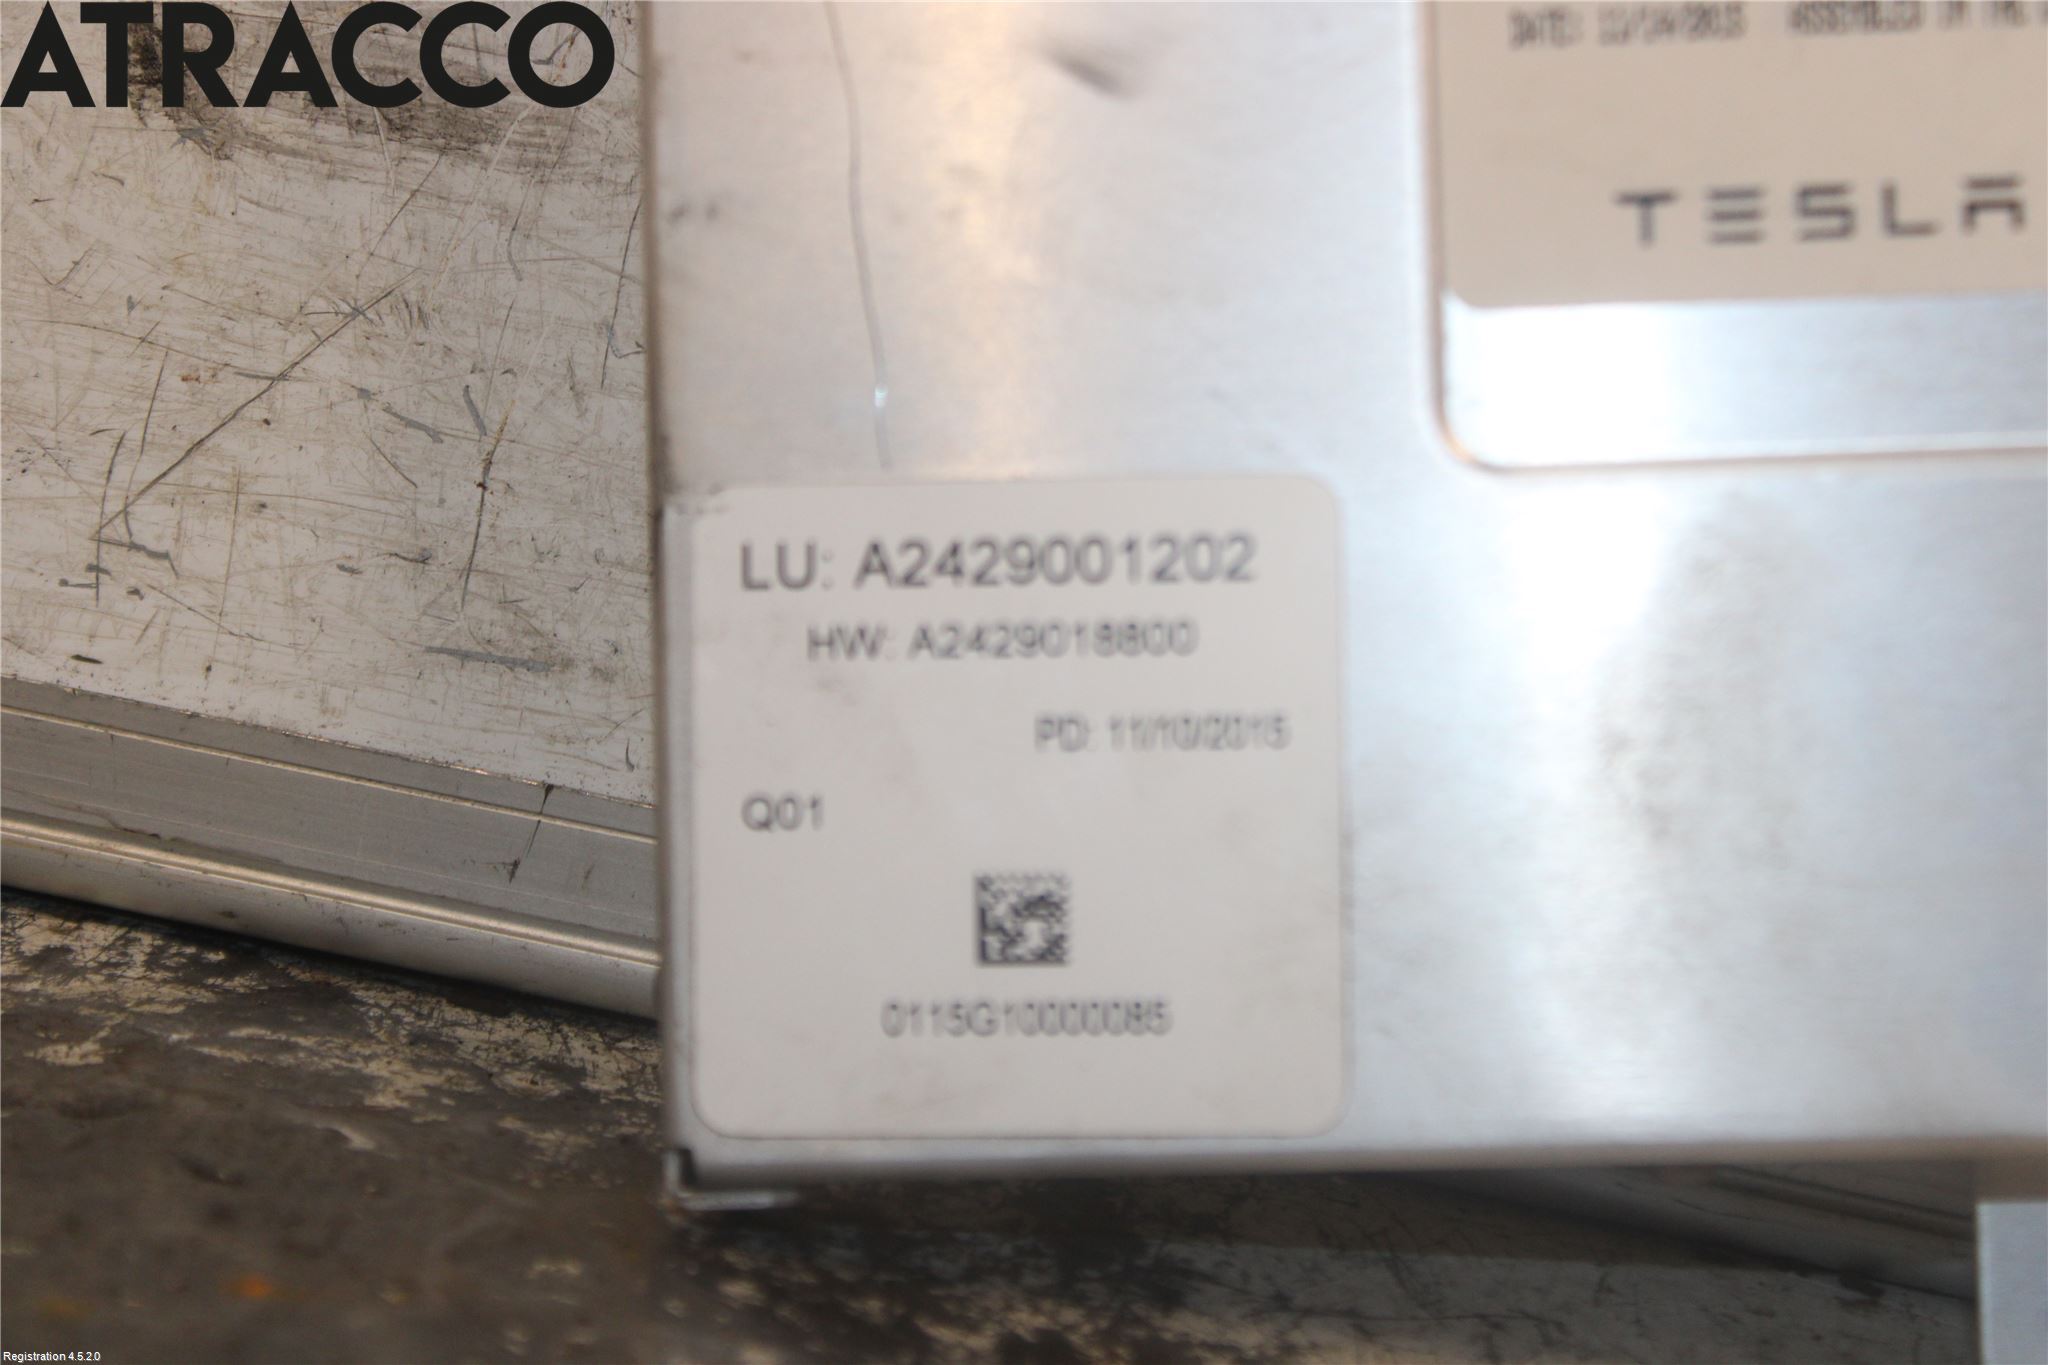 ATRACCO
TESLA
LU: A2429001202
HW: A2429018800
PD: 11/10/2015
Q01
0115G10000085
Registration 4.5.2.0